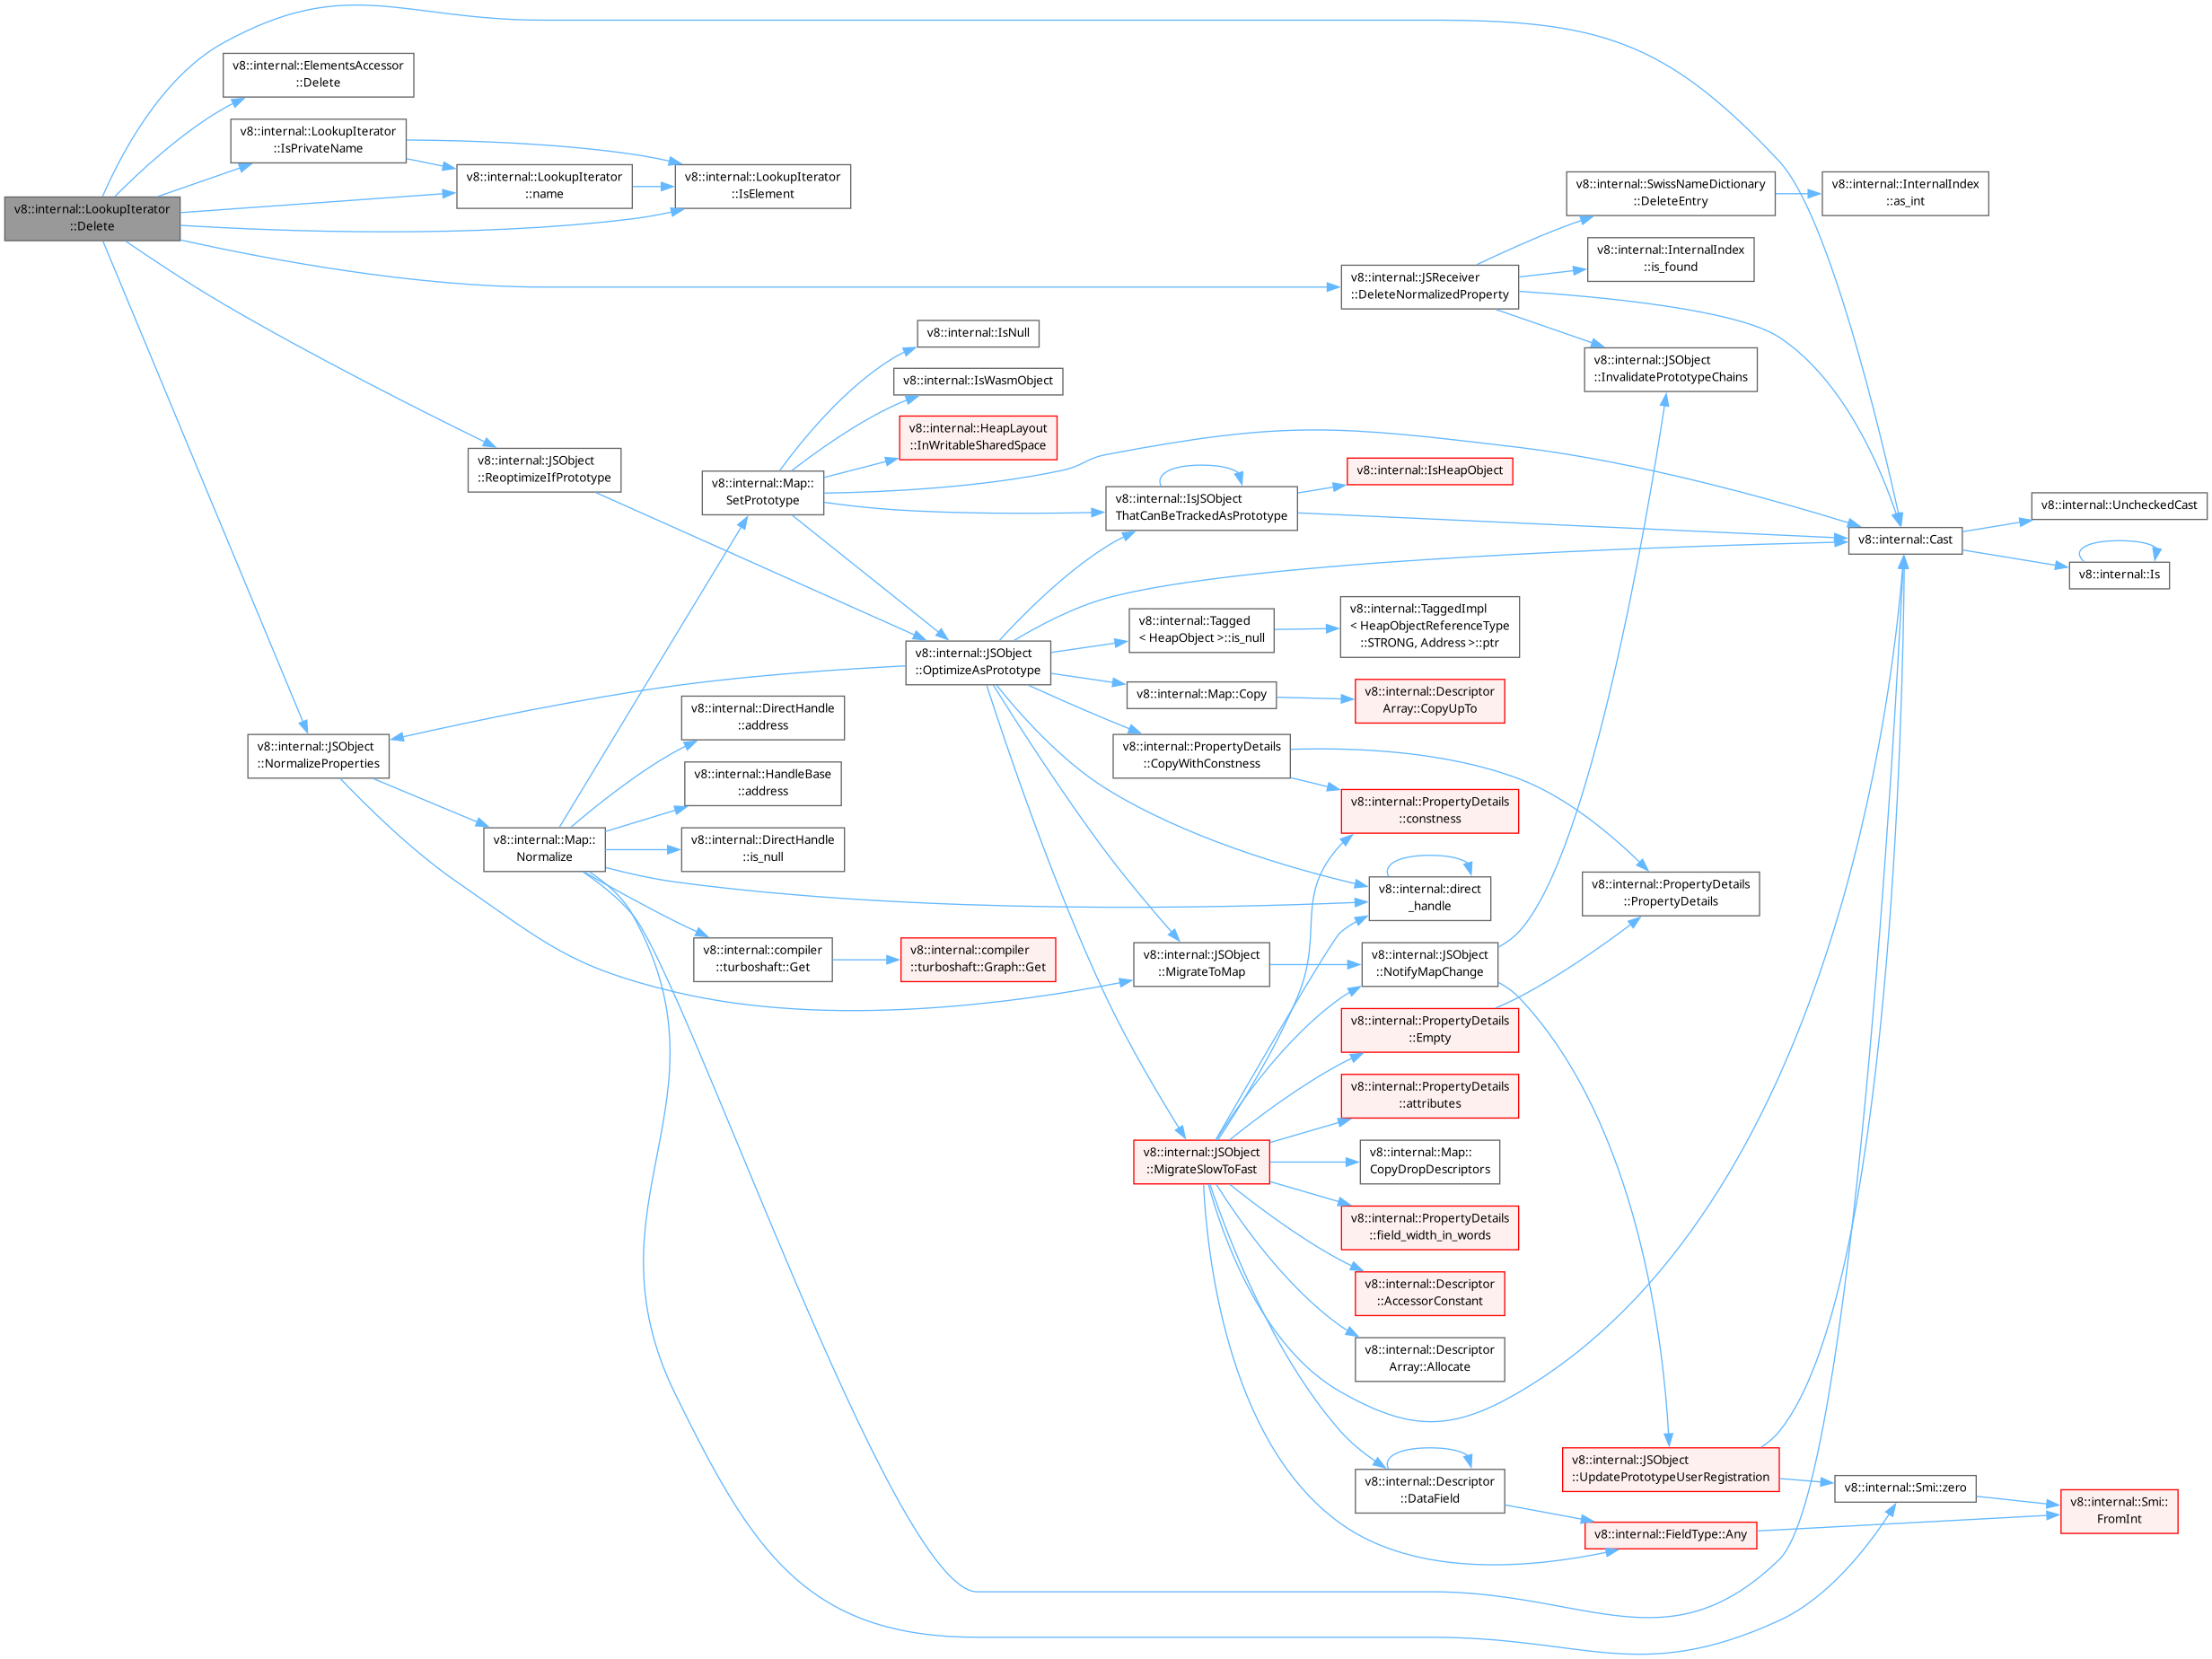 v8::internal::LookupIterator
::Delete
v8::internal::ElementsAccessor
::Delete
v8::internal::LookupIterator
::IsPrivateName
v8::internal::LookupIterator
::name
v8::internal::LookupIterator
::IsElement
v8::internal::JSObject
::ReoptimizeIfPrototype
v8::internal::JSObject
::NormalizeProperties
v8::internal::Map::
Normalize
v8::internal::Map::
SetPrototype
v8::internal::DirectHandle
::address
v8::internal::HandleBase
::address
v8::internal::DirectHandle
::is_null
v8::internal::compiler
::turboshaft::Get
v8::internal::IsNull
v8::internal::IsWasmObject
v8::internal::HeapLayout
::InWritableSharedSpace
v8::internal::JSObject
::OptimizeAsPrototype
v8::internal::compiler
::turboshaft::Graph::Get
v8::internal::IsJSObject
ThatCanBeTrackedAsPrototype
v8::internal::Tagged
< HeapObject >::is_null
v8::internal::Map::Copy
v8::internal::PropertyDetails
::CopyWithConstness
v8::internal::JSObject
::MigrateToMap
v8::internal::JSObject
::MigrateSlowToFast
v8::internal::JSReceiver
::DeleteNormalizedProperty
v8::internal::IsHeapObject
v8::internal::TaggedImpl
< HeapObjectReferenceType
::STRONG, Address >::ptr
v8::internal::Descriptor
Array::CopyUpTo
v8::internal::PropertyDetails
::constness
v8::internal::direct
_handle
v8::internal::JSObject
::NotifyMapChange
v8::internal::PropertyDetails
::Empty
v8::internal::PropertyDetails
::attributes
v8::internal::Map::
CopyDropDescriptors
v8::internal::PropertyDetails
::field_width_in_words
v8::internal::Descriptor
::AccessorConstant
v8::internal::Descriptor
Array::Allocate
v8::internal::Descriptor
::DataField
v8::internal::SwissNameDictionary
::DeleteEntry
v8::internal::InternalIndex
::is_found
v8::internal::JSObject
::InvalidatePrototypeChains
v8::internal::PropertyDetails
::PropertyDetails
v8::internal::JSObject
::UpdatePrototypeUserRegistration
v8::internal::FieldType::Any
v8::internal::InternalIndex
::as_int
v8::internal::Cast
v8::internal::Smi::zero
v8::internal::UncheckedCast
v8::internal::Is
v8::internal::Smi::
FromInt